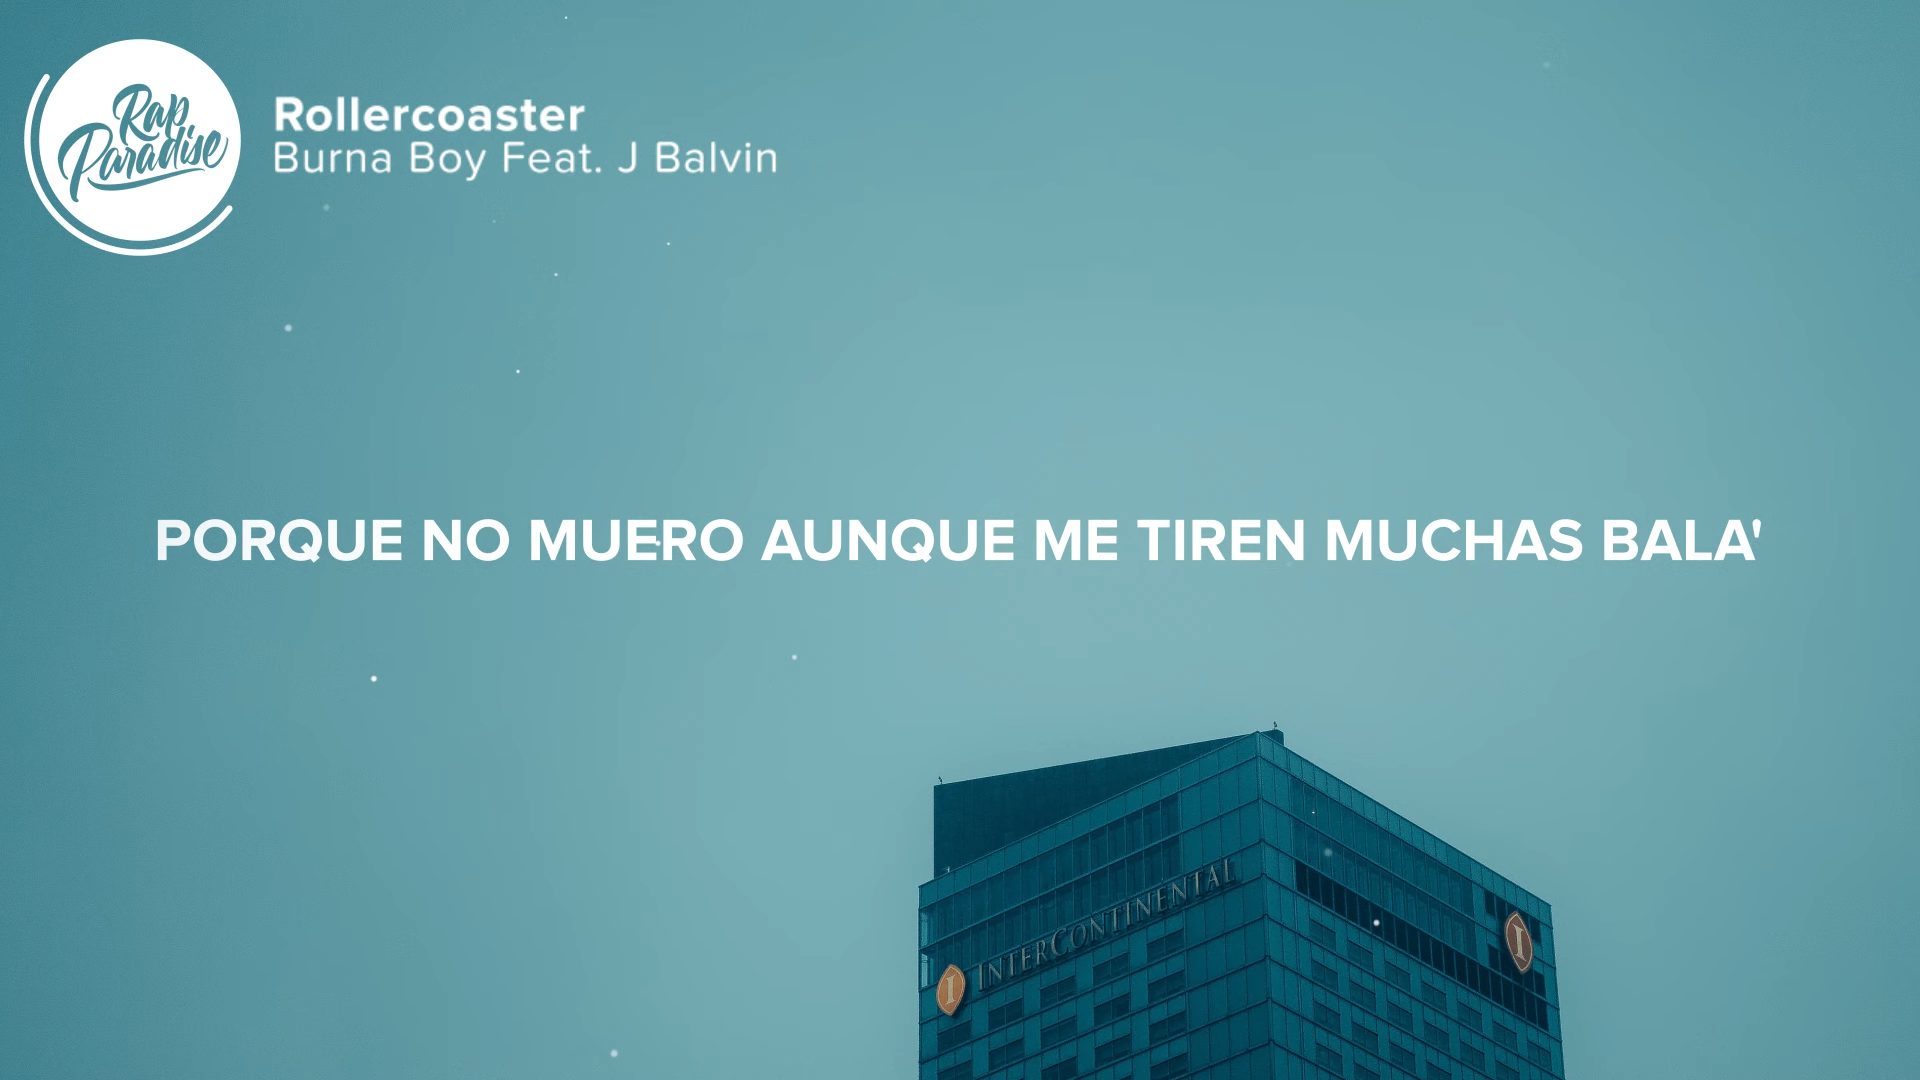 Rap
Paradise
Rollercoaster
Burna Boy Feat. J Balvin
PORQUE NO MUERO AUNQUE ME TIREN MUCHAS BALA'
INTERCONTINENTAL
I
I